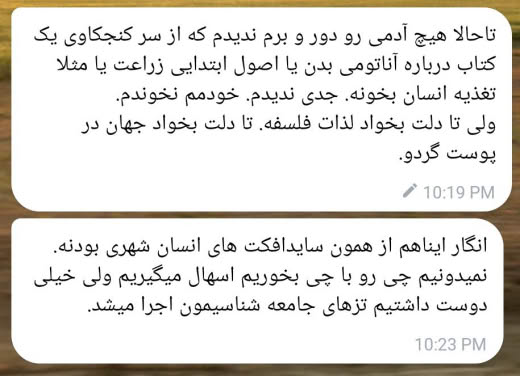 تاحالا هیچ آدمی رو دور و برم ندیدم که از سر کنجکاوی یک
کتاب درباره آناتومی بدن یا اصول ابتدایی زراعت یا مثلا
تغذیه انسان بخونه. جدی ندیدم. خودمم نخوندم.
ولی تا دلت بخواد لذات فلسفه. تا دلت بخواد جهان در
پوست گردو.
10:19 PM
انگار ایناهم از همون سایدافکت های انسان شهری بودنه.
نمیدونیم چی رو با چی بخوریم اسهال میگیریم ولی خیلی
دوست داشتیم تزهای جامعه شناسیمون اجرا میشد.
10:23 PM